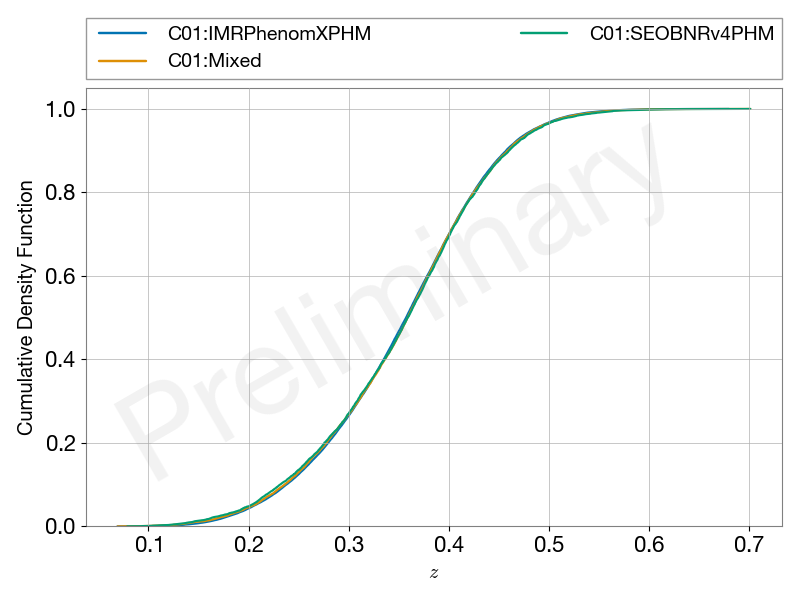 C01:IMRPhenomXPHM
C01:Mixed
C01:SEOBNRv4PHM
Cumulative Density Function
1.0
0.8
0.6
0.4
0.2
0.0
0.1 0.2 0.3 0.4 0.5 0.6 0.7
z
Preliminary